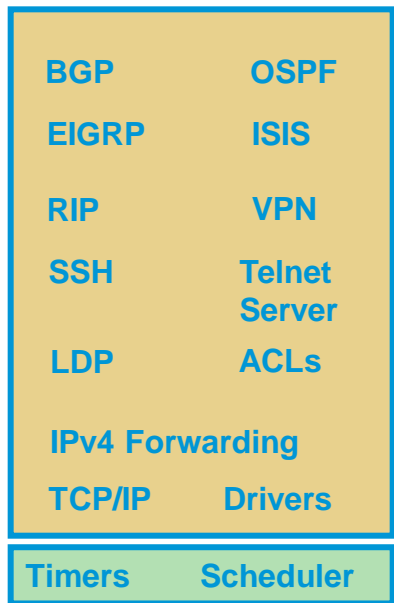 BGP OSPF
EIGRP ISIS
RIP VPN
SSH Telnet
Server
LDP ACLs
IPv4 Forwarding
TCP/IP Drivers
Timers Scheduler